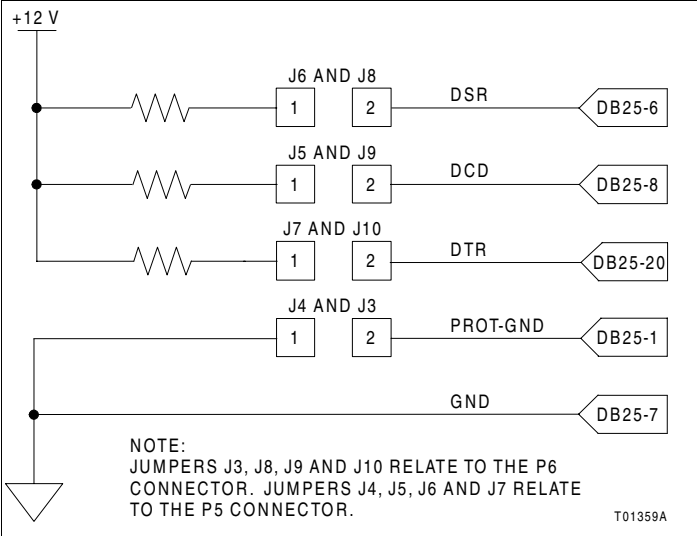 +12 V
J6 AND J8
1 2 DSR DB25-6
J5 AND J9
1 2 DCD DB25-8
J7 AND J10
1 2 DTR DB25-20
J4 AND J3
1 2 PROT-GND DB25-1
GND DB25-7
NOTE:
JUMPERS J3, J8, J9 AND J10 RELATE TO THE P6
CONNECTOR. JUMPERS J4, J5, J6 AND J7 RELATE
TO THE P5 CONNECTOR.
T01359A